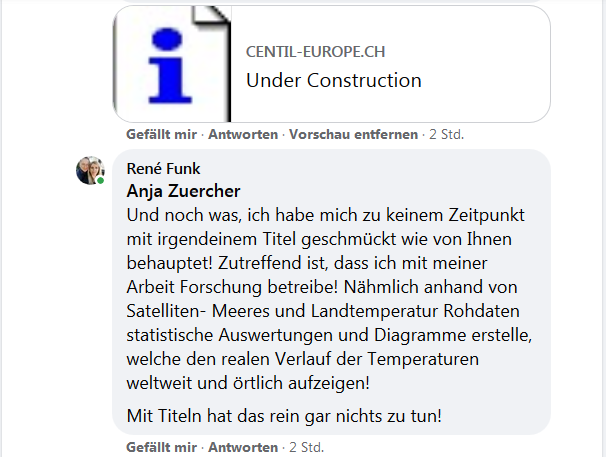 CENTIL-EUROPE.CH
Under Construction
Gefällt mir · Antworten · Vorschau entfernen · 2 Std.
René Funk
Anja Zuercher
Und noch was, ich habe mich zu keinem Zeitpunkt
mit irgendeinem Titel geschmückt wie von Ihnen
behauptet! Zutreffend ist, dass ich mit meiner
Arbeit Forschung betreibe! Nähmlich anhand von
Satelliten- Meeres und Landtemperatur Rohdaten
statistische Auswertungen und Diagramme erstelle,
welche den realen Verlauf der Temperaturen
weltweit und örtlich aufzeigen!
Mit Titeln hat das rein gar nichts zu tun!
Gefällt mir · Antworten · 2 Std.